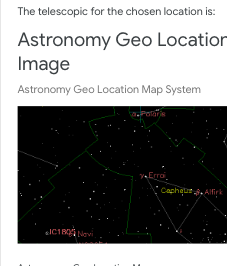 The telescopic for the chosen location is:
Astronomy Geo Location
Image
Astronomy Geo Location Map System
Polaris
γ Errai
Cepheus
Alfirk
IC1805
Navi